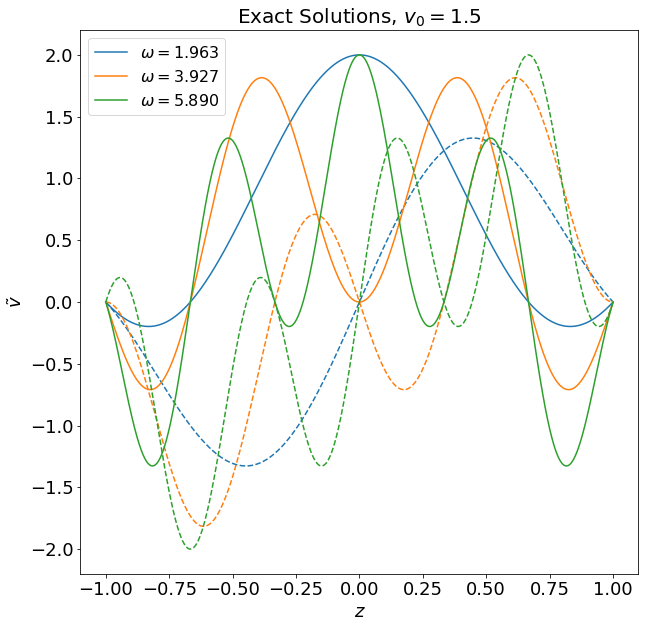 Exact Solutions, $v_0 = 1.5$
ω = 1.963
ω = 3.927
ω = 5.890
2.0
1.5
1.0
0.5
0.0
−0.5
−1.0
−1.5
−2.0
ṽ
−1.00 −0.75 −0.50 −0.25 0.00 0.25 0.50 0.75 1.00
z